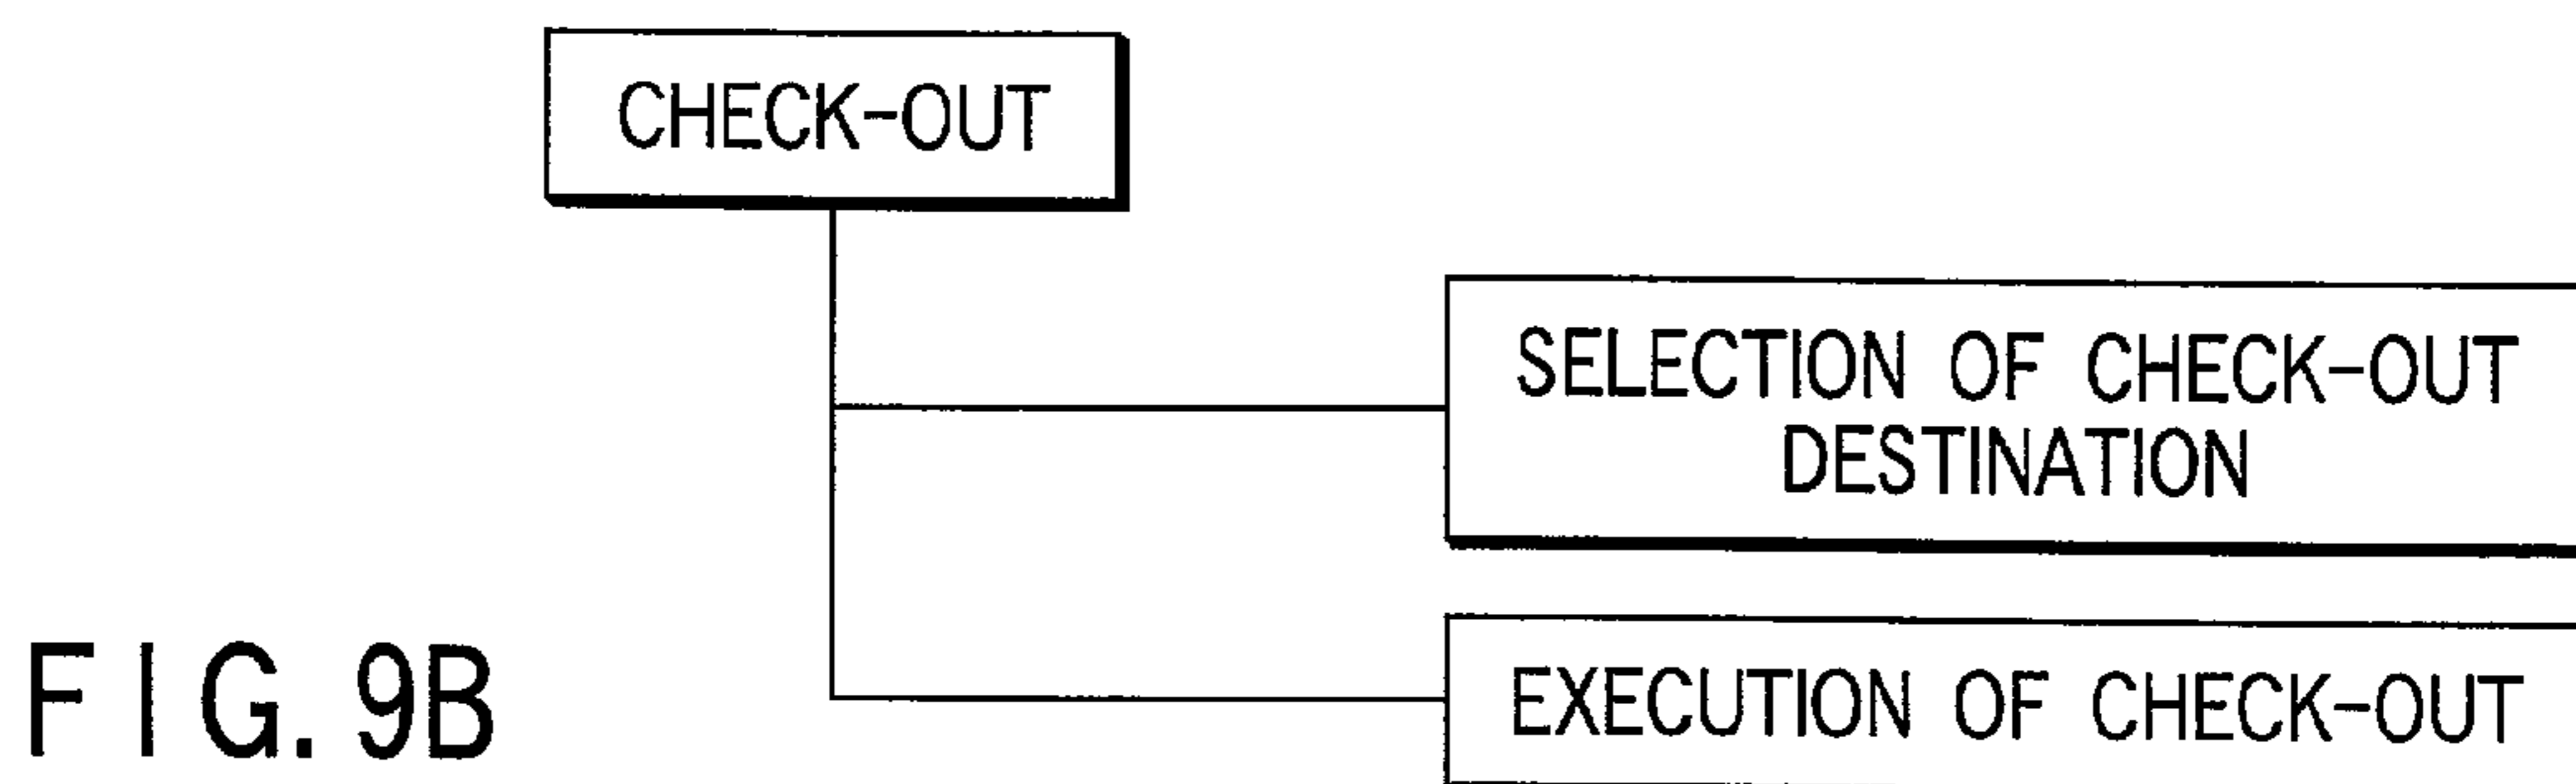 CHECK-OUT
SELECTION OF CHECK-OUT
DESTINATION
EXECUTION OF CHECK-OUT
FIG. 9B